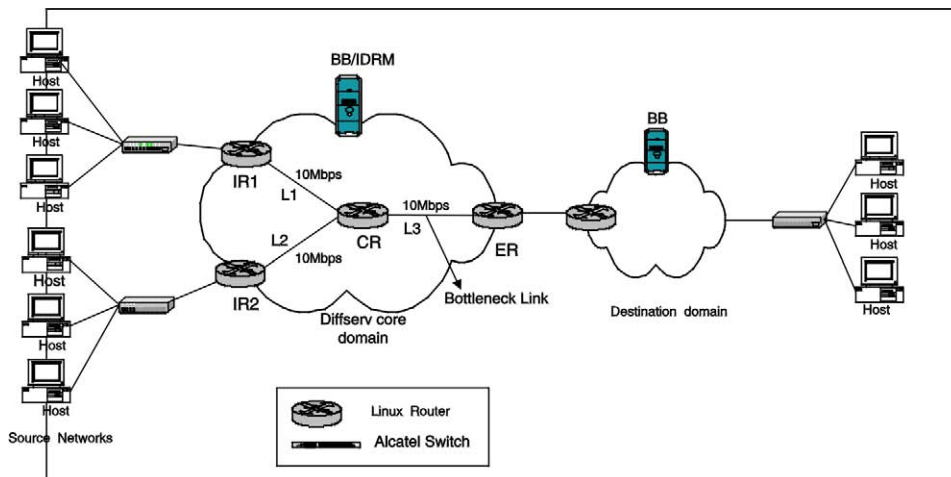 Host
Host
Host
Host
Host
Host
Source Networks
BB/IDRM
IR1
10Mbps
L1
L2
10Mbps
IR2
CR
10Mbps
L3
ER
Bottleneck Link
Diffserv core
domain
BB
Destination domain
Host
Host
Host
Linux Router
Alcatel Switch